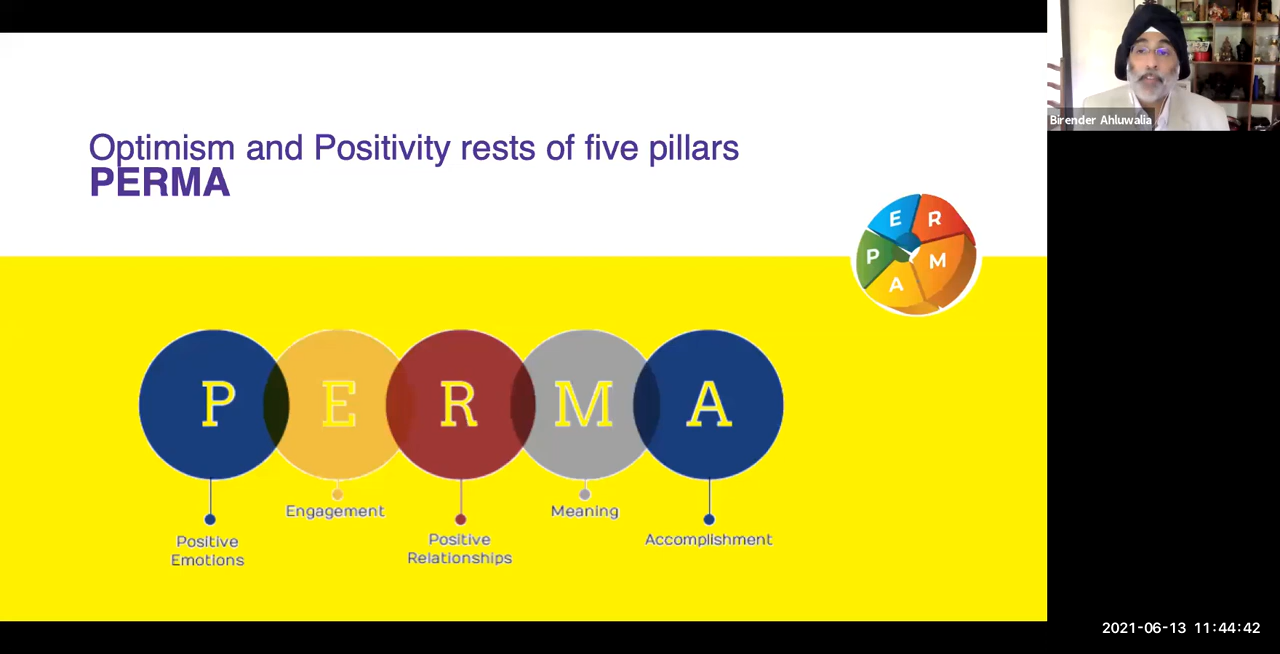 Optimism and Positivity rests of five pillars
PERMA
Birender Ahluwalia
E R
P M
A
P E R M A
Engagement Meaning
Positive Emotions
Positive Relationships
Accomplishment
2021-06-13 11:44:42